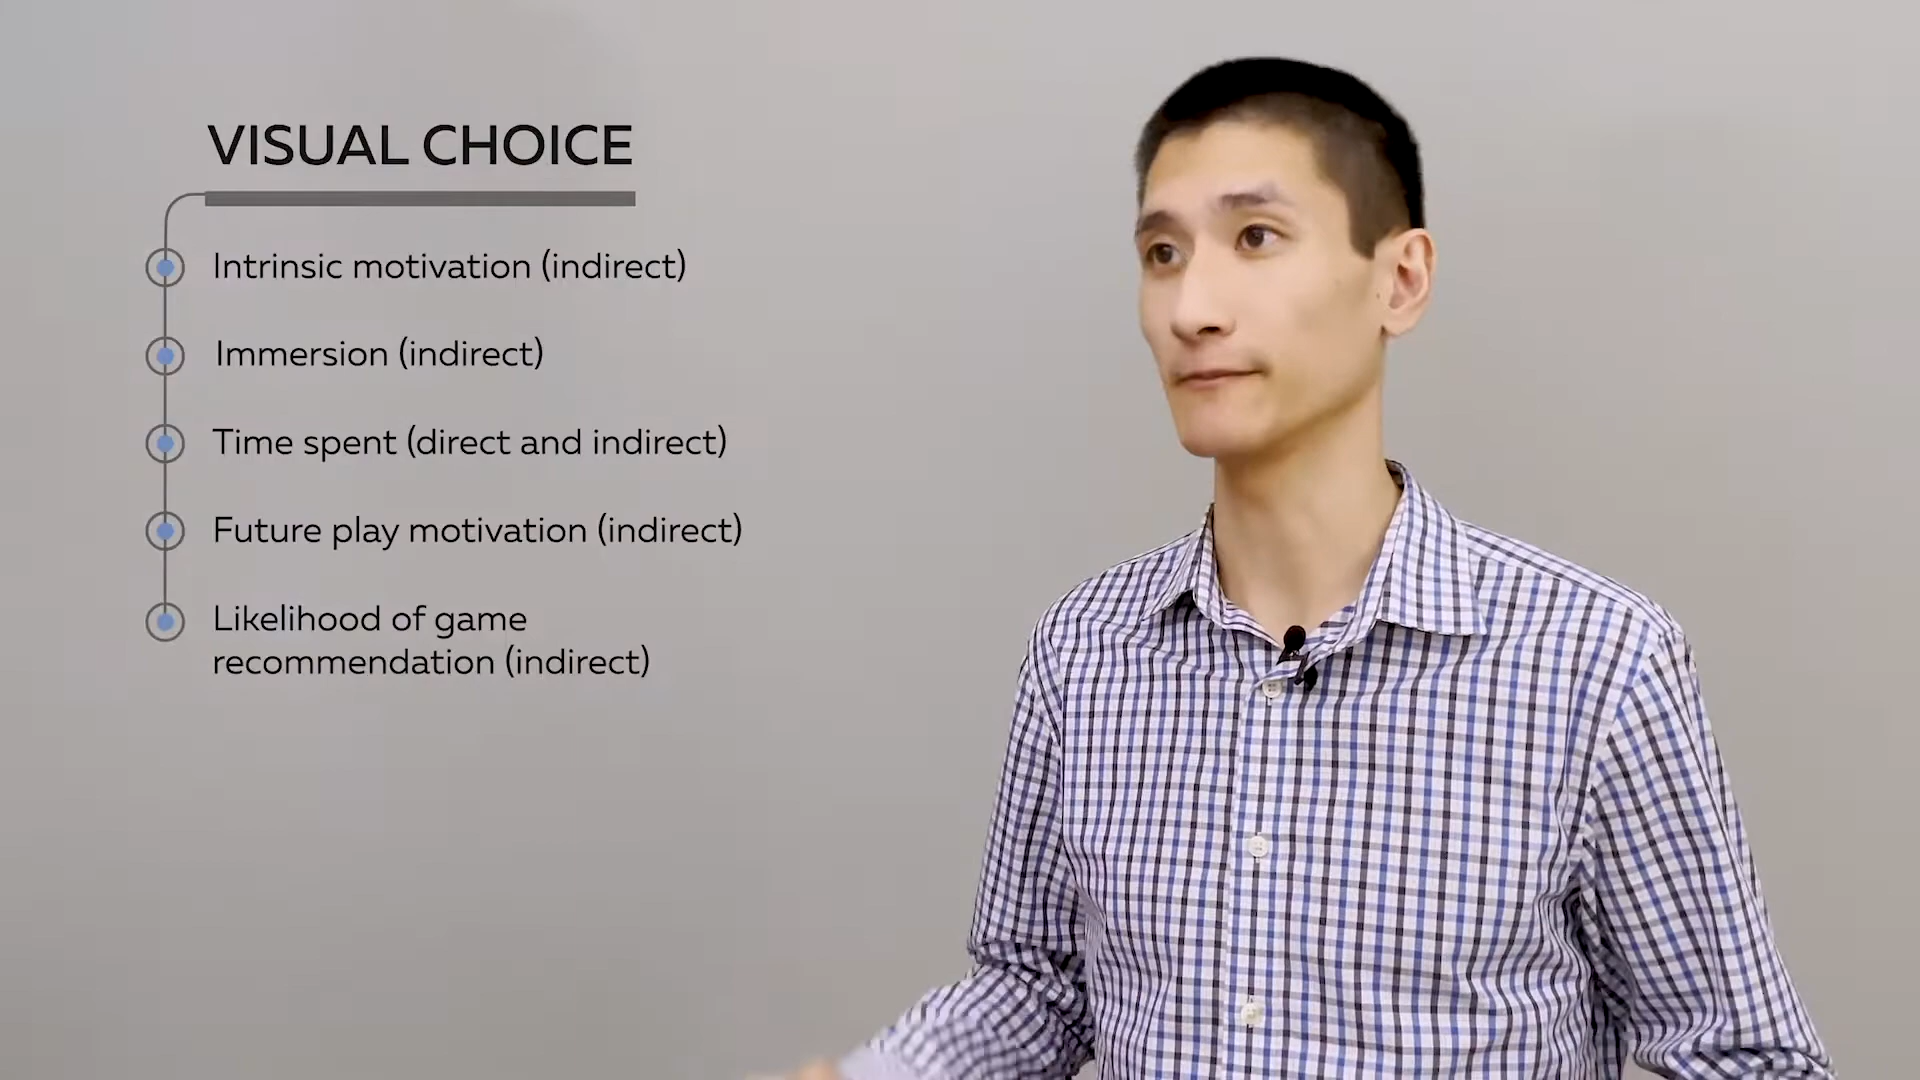 VISUAL CHOICE
Intrinsic motivation (indirect)
Immersion (indirect)
Time spent (direct and indirect)
Future play motivation (indirect)
Likelihood of game
recommendation (indirect)